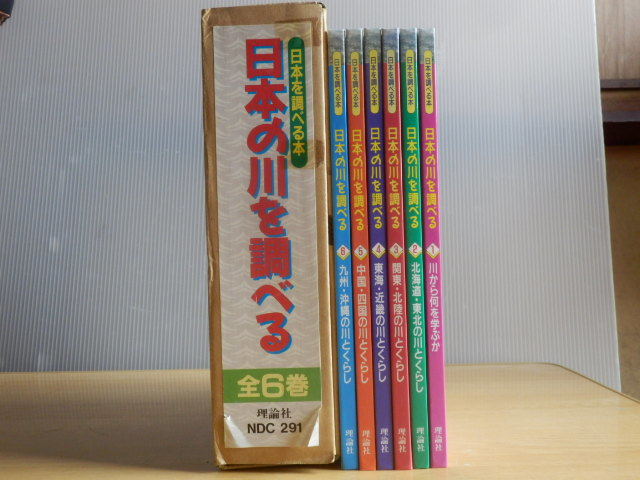 日本を調べる本
日本の川を調べる
全6巻
理論社
NDC 291
日本を調べる本
日本の川を調べる
6
九州・沖縄の川とくらし
理論社
日本を調べる本
日本の川を調べる
5
中国・四国の川とくらし
理論社
日本を調べる本
日本の川を調べる
4
東海・近畿の川とくらし
理論社
日本を調べる本
日本の川を調べる
3
関東・北陸の川とくらし
理論社
日本を調べる本
日本の川を調べる
2
北海道・東北の川とくらし
理論社
日本を調べる本
日本の川を調べる
1
川から何を学ぶか
理論社